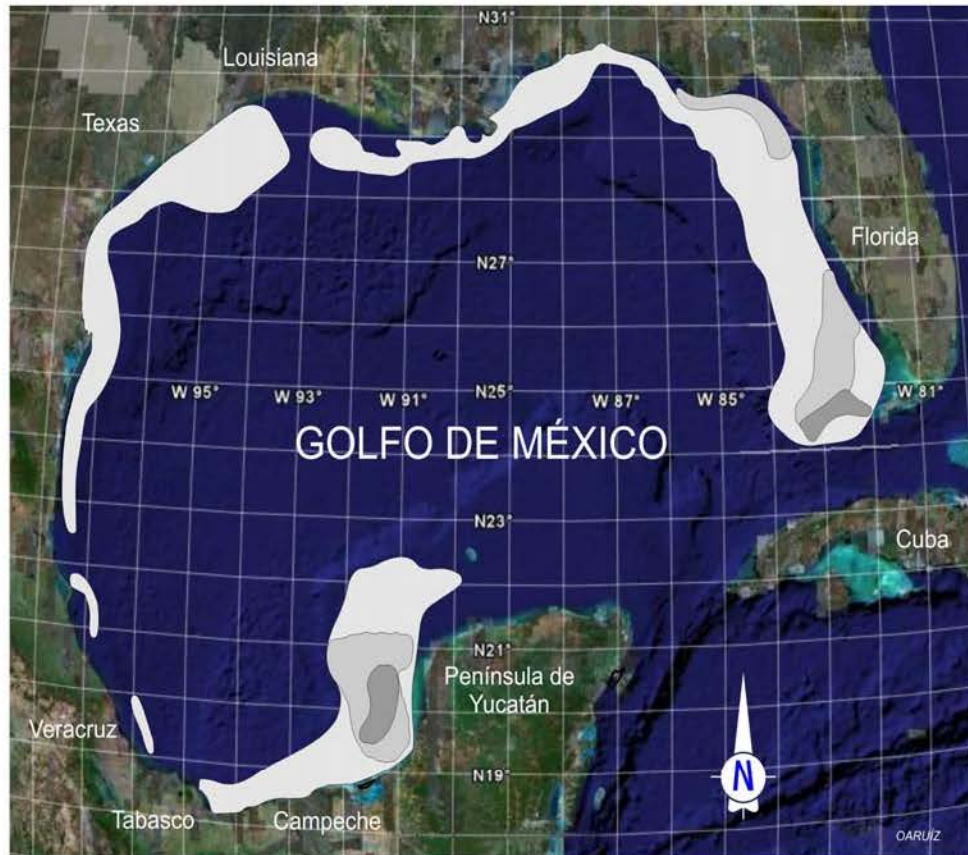 N31°
Louisiana
Texas
Florida
N27°
W 95°
W 93°
W 91°
N25°
W 87°
W 85°
W 81°
GOLFO DE MÉXICO
N23°
Cuba
N21°
Península de
Yucatán
Veracruz
N19°
N
Tabasco
Campeche
OARUÍZ